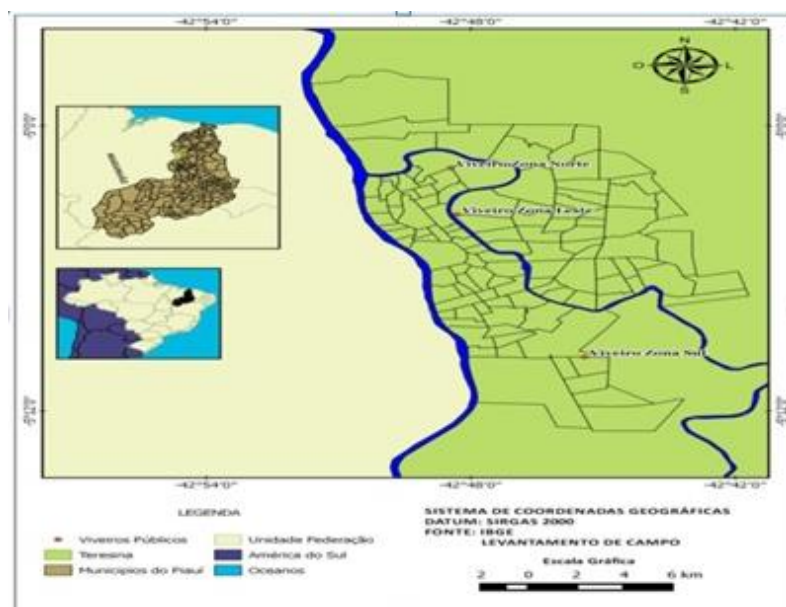 -42°54'0" -42°48'0" -42°42'0"
N
O L
S
Viveiro Zona Norte
Viveiro Zona Leste
Viveiro Zona Sul
-42°54'0" -42°48'0" -42°42'0"
LEGENDA
Viveiros Públicos
Teresina
Municípios do Piauí
Unidade Federação
América do Sul
Oceanos
SISTEMA DE COORDENADAS GEOGRÁFICAS
DATUM: SIRGAS 2000
FONTE: IBGE
LEVANTAMENTO DE CAMPO
Escala Gráfica
2 0 2 4 6 km